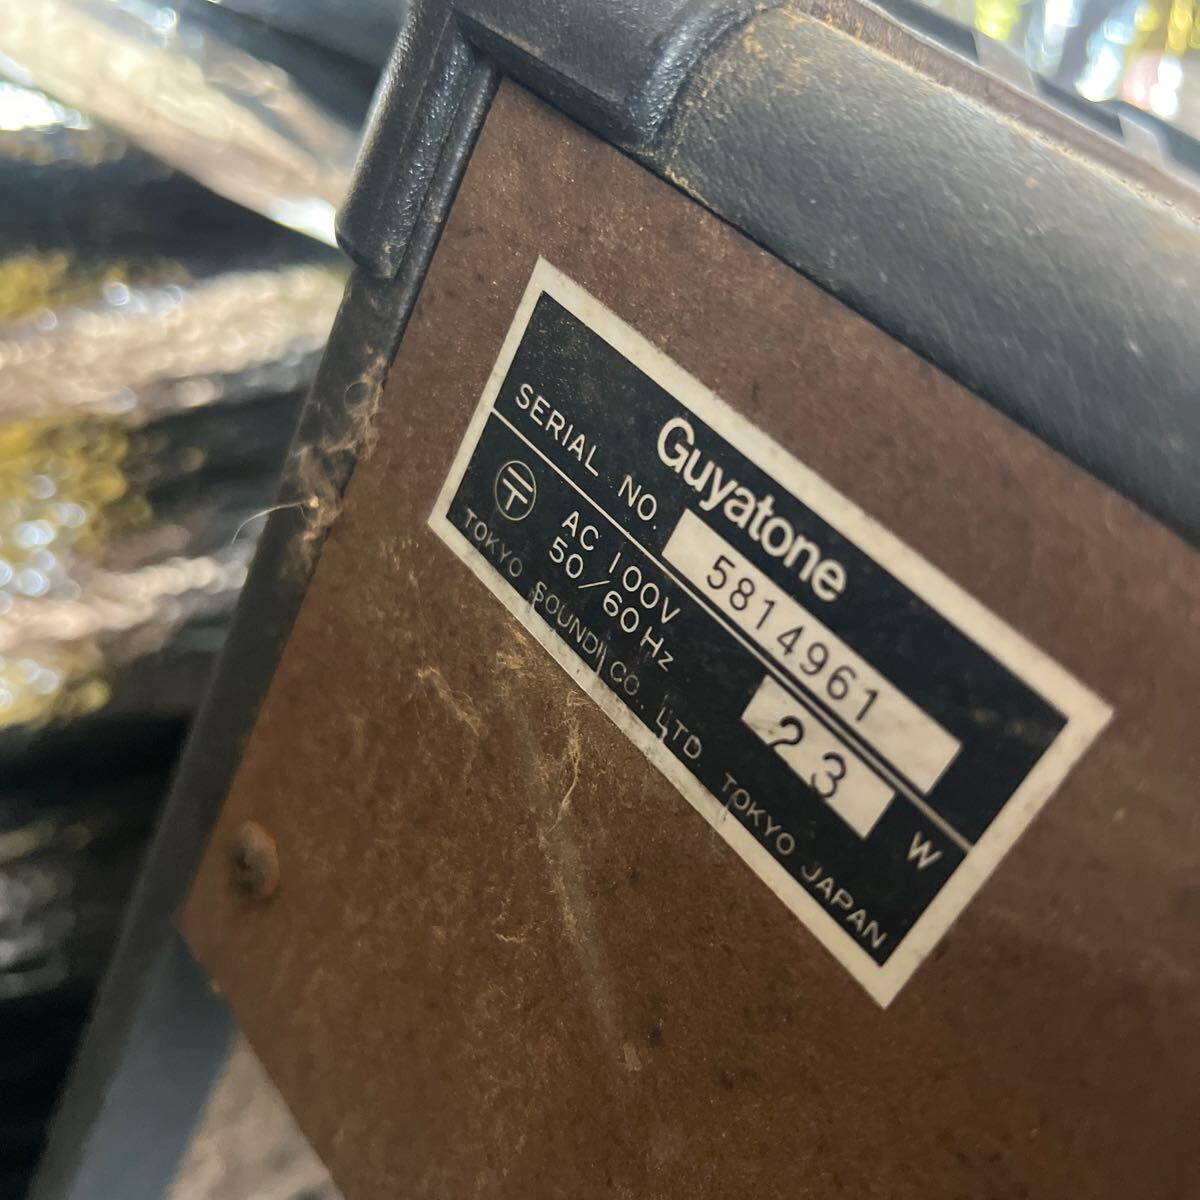 Guyatone
SERIAL NO. 5814961
〒 AC 100V
50/60Hz 23 W
TOKYO SOUND CO., LTD. TOKYO JAPAN